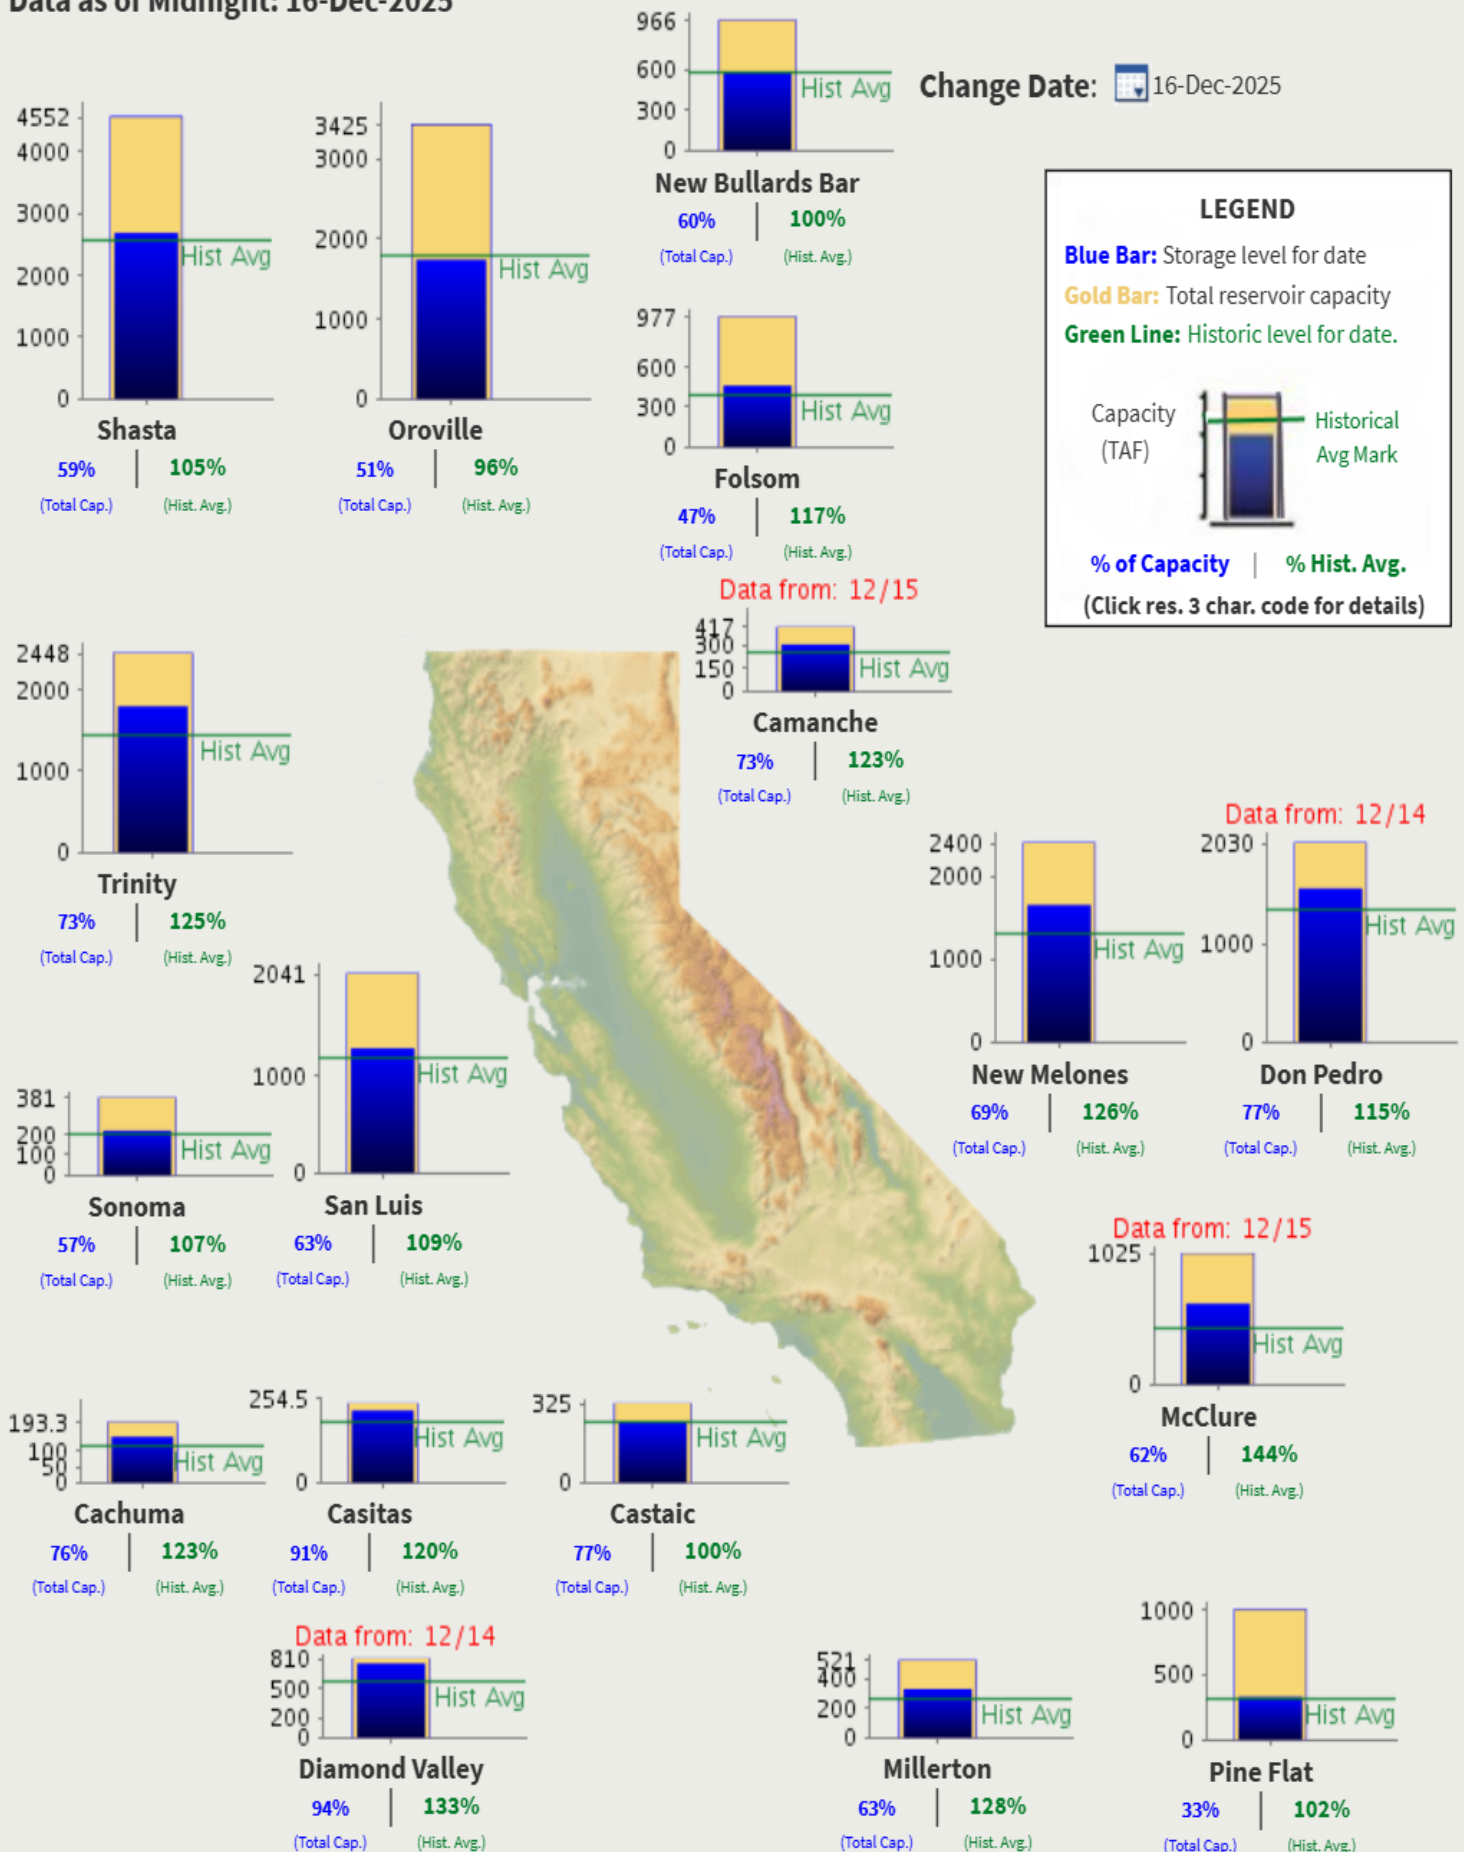 Data as of Midnight: 16-Dec-2025
Change Date: 16-Dec-2025
966
600
300
0
Hist Avg
New Bullards Bar
60% | 100%
(Total Cap.) (Hist. Avg.)
4552
4000
3000
2000
1000
0
Hist Avg
Shasta
59% | 105%
(Total Cap.) (Hist. Avg.)
3425
3000
2000
1000
0
Hist Avg
Oroville
51% | 96%
(Total Cap.) (Hist. Avg.)
977
600
300
0
Hist Avg
Folsom
47% | 117%
(Total Cap.) (Hist. Avg.)
LEGEND
Blue Bar: Storage level for date
Gold Bar: Total reservoir capacity
Green Line: Historic level for date.
Capacity
(TAF)
Historical
Avg Mark
% of Capacity | % Hist. Avg.
(Click res. 3 char. code for details)
Data from: 12/15
417
300
150
0
Hist Avg
Camanche
73% | 123%
(Total Cap.) (Hist. Avg.)
2448
2000
1000
0
Hist Avg
Trinity
73% | 125%
(Total Cap.) (Hist. Avg.)
2400
2000
1000
0
Hist Avg
New Melones
69% | 126%
(Total Cap.) (Hist. Avg.)
Data from: 12/14
2030
1000
0
Hist Avg
Don Pedro
77% | 115%
(Total Cap.) (Hist. Avg.)
381
200
100
0
Hist Avg
Sonoma
57% | 107%
(Total Cap.) (Hist. Avg.)
2041
1000
0
Hist Avg
San Luis
63% | 109%
(Total Cap.) (Hist. Avg.)
Data from: 12/15
1025
0
Hist Avg
McClure
62% | 144%
(Total Cap.) (Hist. Avg.)
193.3
100
50
0
Hist Avg
Cachuma
76% | 123%
(Total Cap.) (Hist. Avg.)
254.5
0
Hist Avg
Casitas
91% | 120%
(Total Cap.) (Hist. Avg.)
325
0
Hist Avg
Castaic
77% | 100%
(Total Cap.) (Hist. Avg.)
Data from: 12/14
810
500
200
0
Hist Avg
Diamond Valley
94% | 133%
(Total Cap.) (Hist. Avg.)
521
400
200
0
Hist Avg
Millerton
63% | 128%
(Total Cap.) (Hist. Avg.)
1000
500
0
Hist Avg
Pine Flat
33% | 102%
(Total Cap.) (Hist. Avg.)